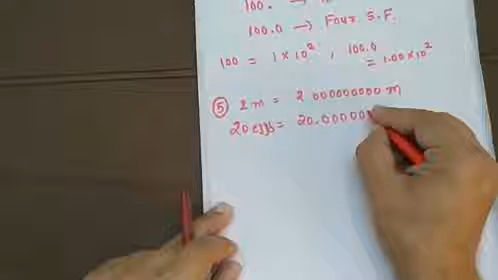 100. →
100.0 → Four S.F.
100 = 1 × 10², 100.0
= 1.00 × 10²
⑤ 2 m = 2 000000000 m
20 eggs = 20.00000